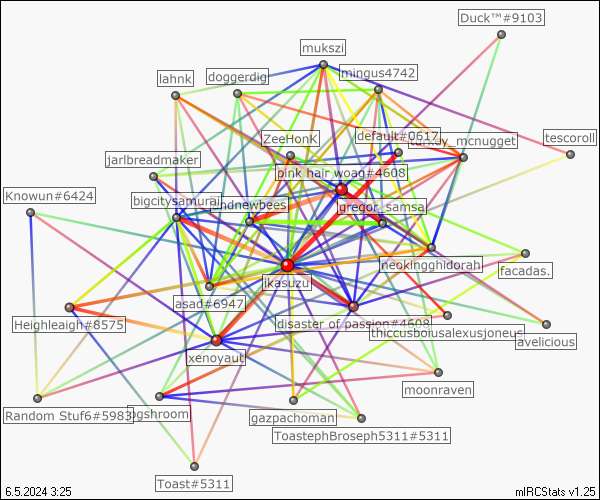 Duck™#9103
mukszi
mingus4742
doggerdig
lahnk
default#0617
turkey_mcnugget
ZeeHonK
tescoroll
jarlbreadmaker
pink hair woag#4608
Knowun#6424
bigcitysamurai
andnewbees
gregor_samsa
neokingghidorah
facadas.
ikasuzu
asad#6947
Heighleaigh#8575
disaster of passion#4608
thiccusboiusalexusjoneus
avelicious
xenoyaut
moonraven
Random Stuf6#5983
ogshroom
gazpachoman
ToastephBroseph5311#5311
Toast#5311
6.5.2024 3:25
mIRCStats v1.25